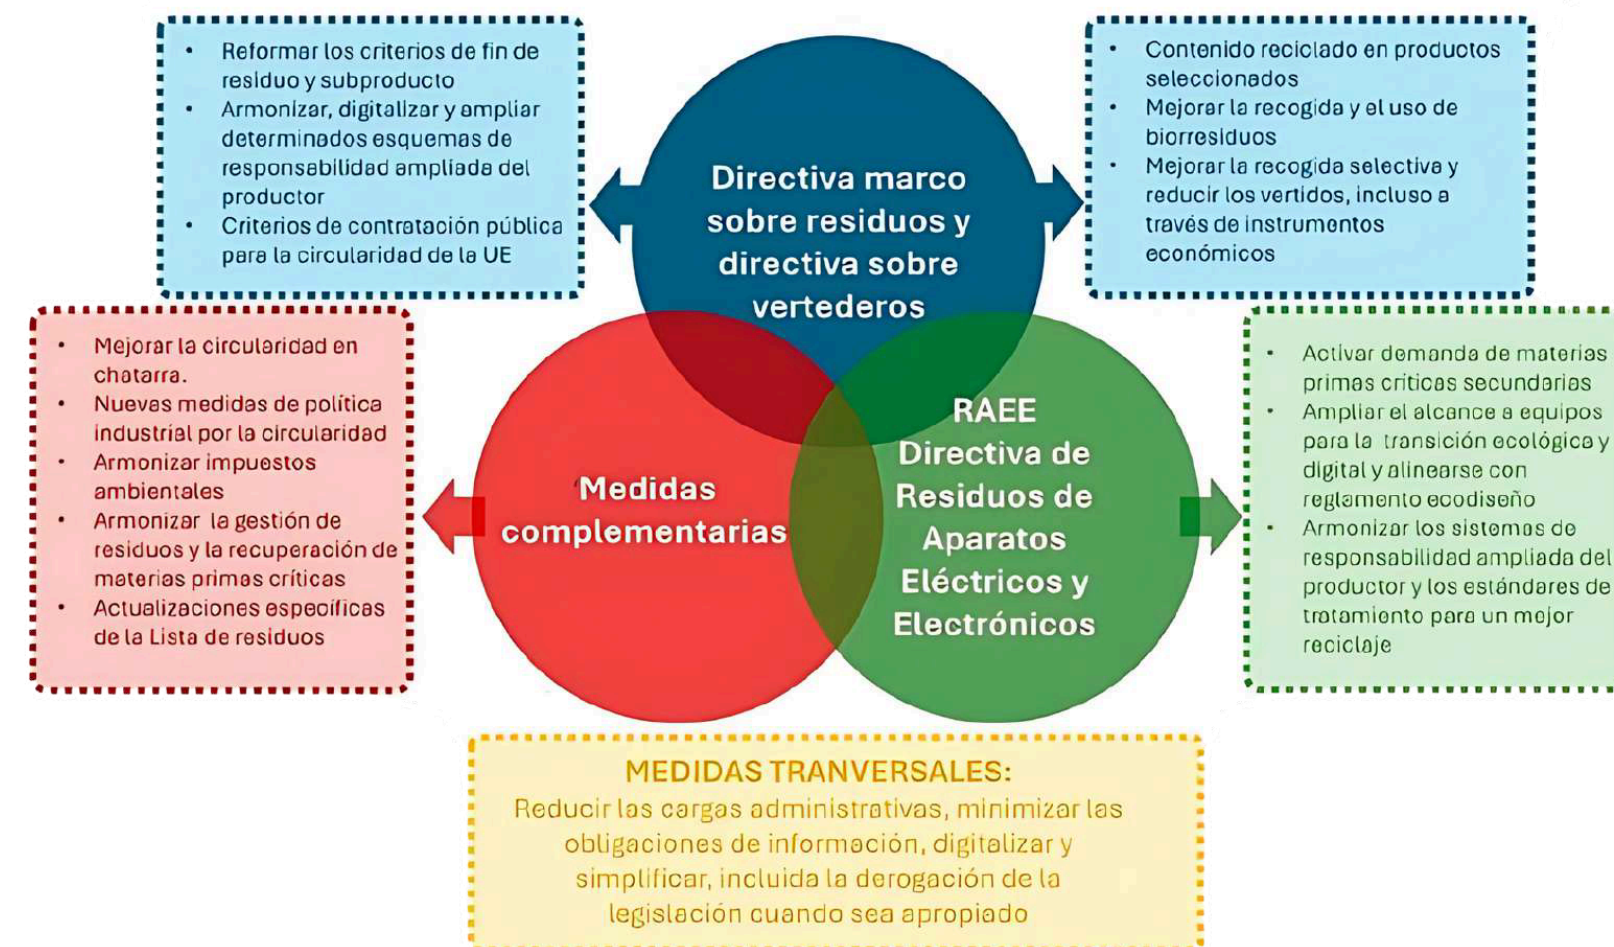 • Reformar los criterios de fin de
residuo y subproducto
• Armonizar, digitalizar y ampliar
determinados esquemas de
responsabilidad ampliada del
productor
• Criterios de contratación pública
para la circularidad de la UE
• Contenido reciclado en productos
seleccionados
• Mejorar la recogida y el uso de
biorresiduos
• Mejorar la recogida selectiva y
reducir los vertidos, incluso a
través de instrumentos
económicos
Directiva marco
sobre residuos y
directiva sobre
vertederos
• Mejorar la circularidad en
chatarra.
• Nuevas medidas de política
industrial por la circularidad
• Armonizar impuestos
ambientales
• Armonizar la gestión de
residuos y la recuperación de
materias primas críticas
• Actualizaciones específicas
de la Lista de residuos
Medidas
complementarias
RAEE
Directiva de
Residuos de
Aparatos
Eléctricos y
Electrónicos
• Activar demanda de materias
primas criticas secundarias
• Ampliar el alcance a equipos
para la transición ecológica y
digital y alinearse con
reglamento ecodiseño
• Armonizar los sistemas de
responsabilidad ampliada del
productor y los estándares de
tratamiento para un mejor
reciclaje
MEDIDAS TRANVERSALES:
Reducir las cargas administrativas, minimizar las
obligaciones de información, digitalizar y
simplificar, incluida la derogación de la
legislación cuando sea apropiado